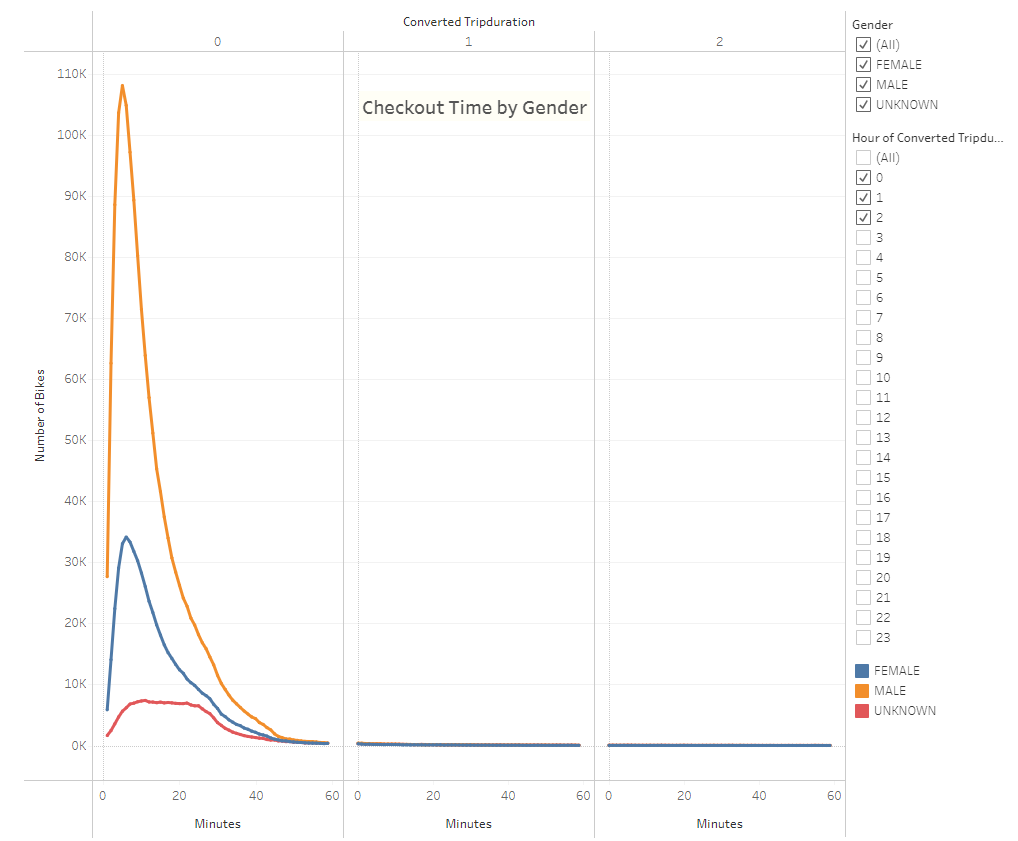 Converted Tripduration
0 1 2
Checkout Time by Gender
Number of Bikes
110K
100K
90K
80K
70K
60K
50K
40K
30K
20K
10K
0K
0 20 40 60 0 20 40 60 0 20 40 60
Minutes Minutes Minutes
Gender
(All)
FEMALE
MALE
UNKNOWN
Hour of Converted Tripdu...
(All)
0
1
2
3
4
5
6
7
8
9
10
11
12
13
14
15
16
17
18
19
20
21
22
23
FEMALE
MALE
UNKNOWN